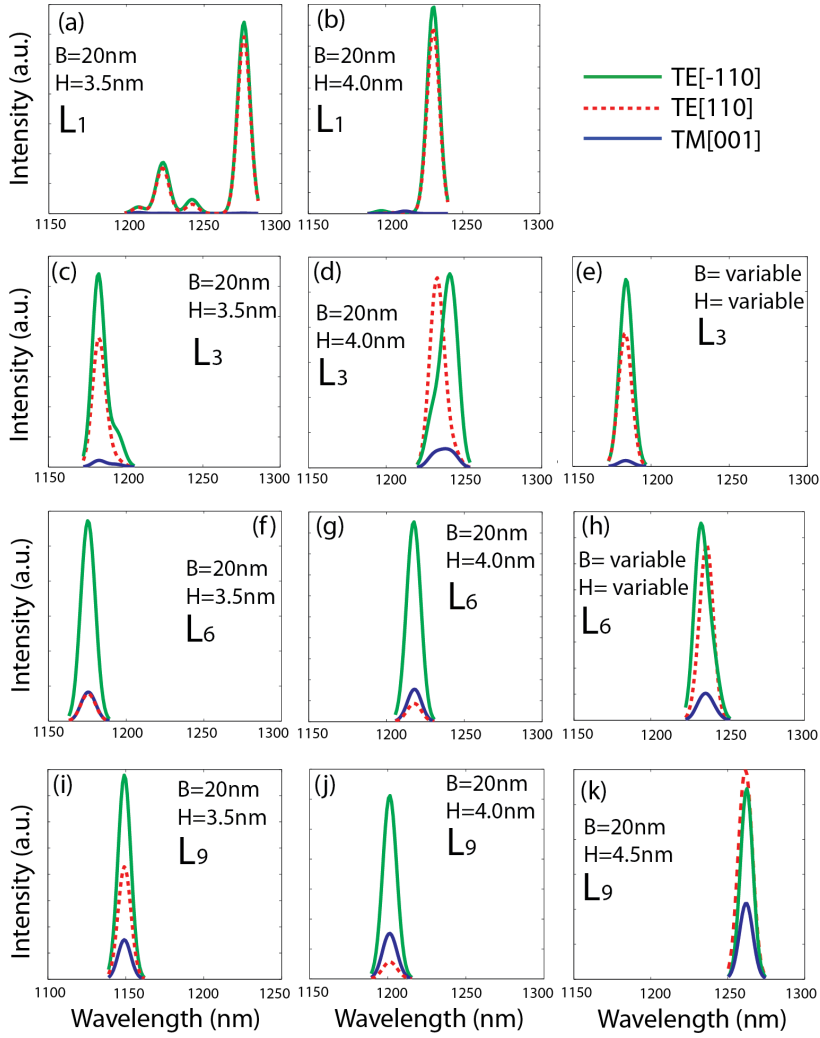 (a)
B=20nm
H=3.5nm
L1
(b)
B=20nm
H=4.0nm
L1
TE[-110]
TE[110]
TM[001]
Intensity (a.u.)
1150 1200 1250 1300
1150 1200 1250 1300
(c)
B=20nm
H=3.5nm
L3
(d)
B=20nm
H=4.0nm
L3
(e)
B= variable
H= variable
L3
Intensity (a.u.)
1150 1200 1250 1300
1150 1200 1250 1300
1150 1200 1250 1300
(f)
B=20nm
H=3.5nm
L6
(g)
B=20nm
H=4.0nm
L6
(h)
B= variable
H= variable
L6
Intensity (a.u.)
1150 1200 1250 1300
1150 1200 1250 1300
1150 1200 1250 1300
(i)
B=20nm
H=3.5nm
L9
(j)
B=20nm
H=4.0nm
L9
(k)
B=20nm
H=4.5nm
L9
Intensity (a.u.)
1100 1150 1200 1250
1150 1200 1250 1300
1150 1200 1250 1300
Wavelength (nm)
Wavelength (nm)
Wavelength (nm)